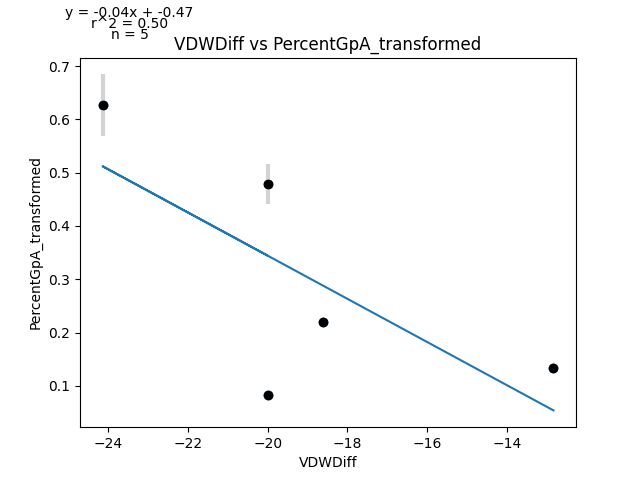 y = -0.04x + -0.47
r^2 = 0.50
n = 5
VDWDiff vs PercentGpA_transformed
0.7
0.6
0.5
0.4
0.3
0.2
0.1
PercentGpA_transformed
−24
−22
−20
−18
−16
−14
VDWDiff